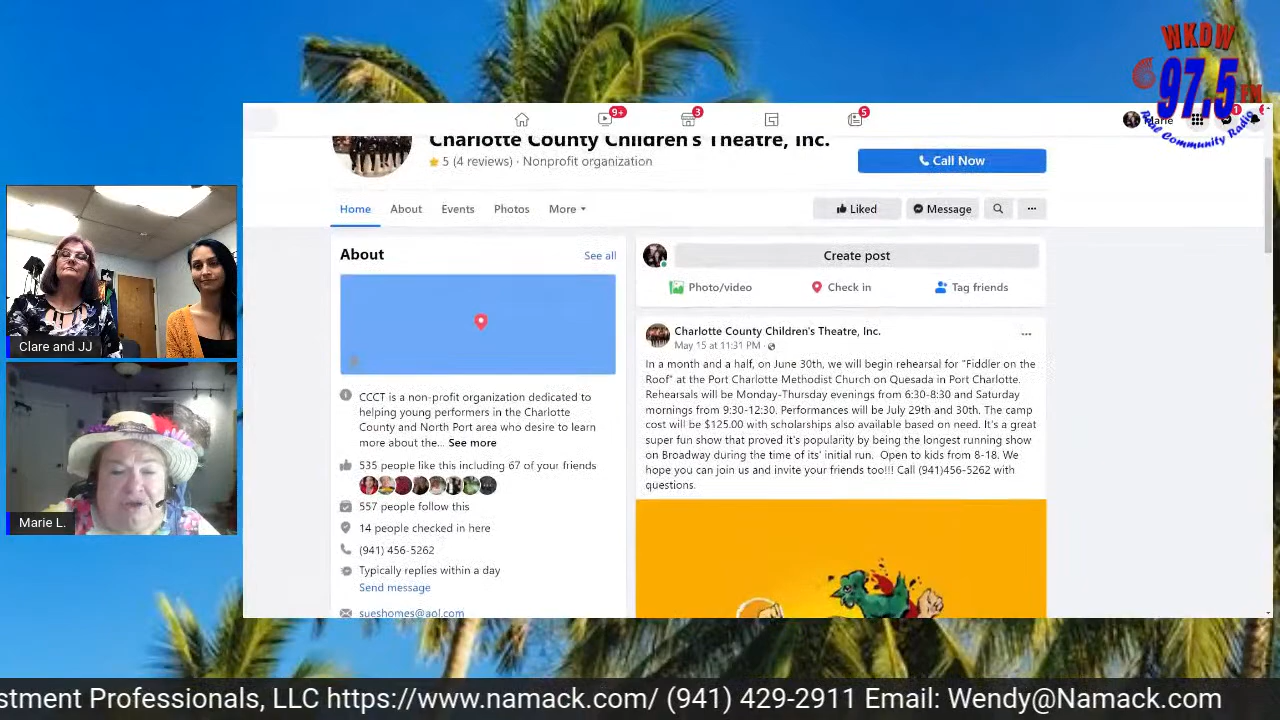 WKDW
97.5 FM
Real Community Radio
9+
3
5
1
Charlotte County Children's Theatre, Inc.
5 (4 reviews) · Nonprofit organization
Call Now
Home
About
Events
Photos
More
Liked
Message
About
See all
CCCT is a non-profit organization dedicated to
helping young performers in the Charlotte
County and North Port area who desire to learn
more about the... See more
535 people like this including 67 of your friends
557 people follow this
14 people checked in here
(941) 456-5262
Typically replies within a day
Send message
sueshomes@aol.com
Create post
Photo/video
Check in
Tag friends
Charlotte County Children's Theatre, Inc.
May 15 at 11:31 PM ·
In a month and a half, on June 30th, we will begin rehearsal for "Fiddler on the
Roof" at the Port Charlotte Methodist Church on Quesada in Port Charlotte.
Rehearsals will be Monday-Thursday evenings from 6:30-8:30 and Saturday
mornings from 9:30-12:30. Performances will be July 29th and 30th. The camp
cost will be $125.00 with scholarships also available based on need. It's a great
super fun show that proved it's popularity by being the longest running show
on Broadway during the time of its' initial run. Open to kids from 8-18. We
hope you can join us and invite your friends too!!! Call (941)456-5262 with
questions.
Clare and JJ
Marie L.
stment Professionals, LLC https://www.namack.com/ (941) 429-2911 Email: Wendy@Namack.com